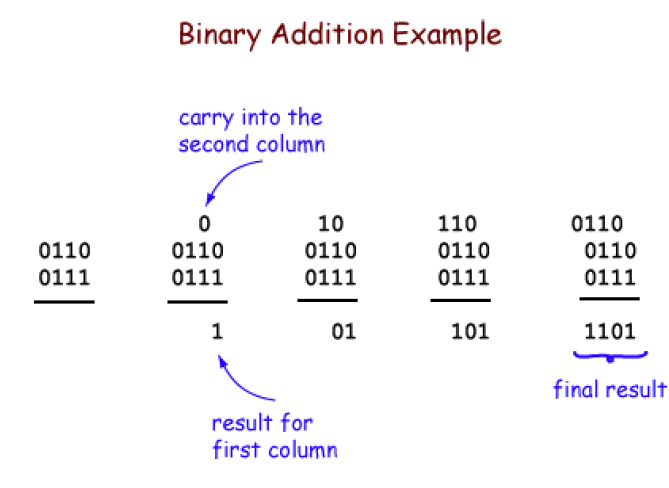 Binary Addition Example
carry into the
second column
0 10 110 0110
0110 0110 0110 0110 0110
0111 0111 0111 0111 0111
1 01 101 1101
final result
result for
first column